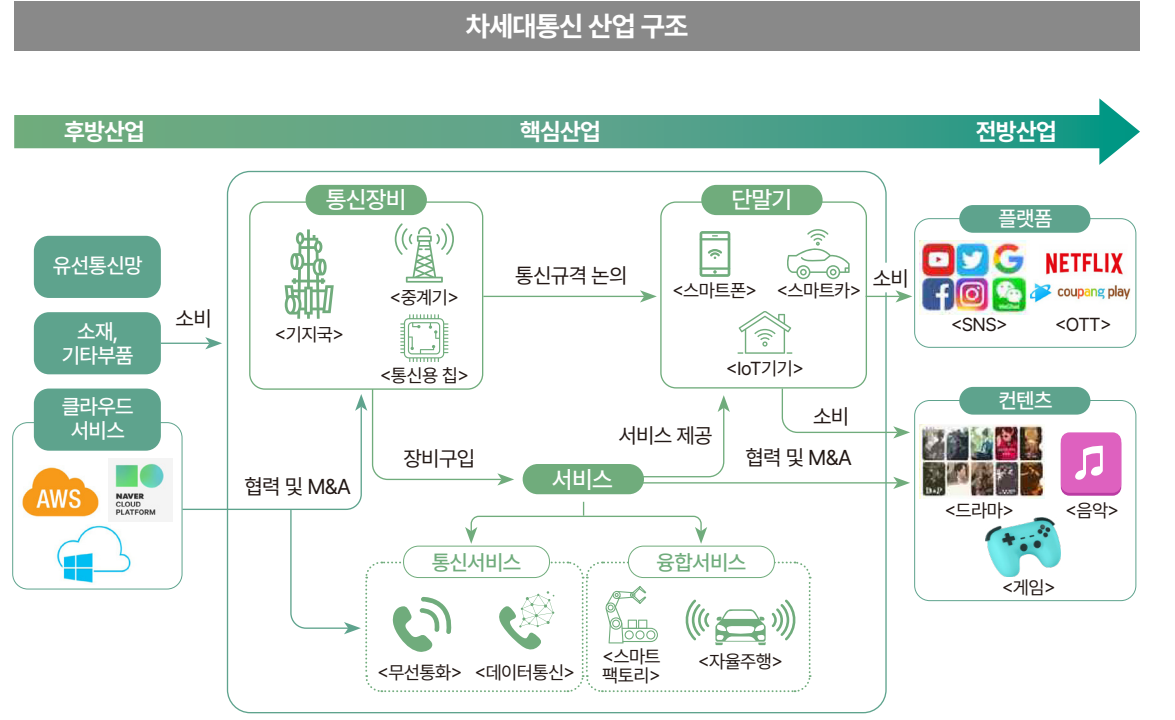 차세대통신 산업 구조
후방산업
핵심산업
전방산업
유선통신망
소재,
기타부품
클라우드
서비스
AWS
NAVER
CLOUD
PLATFORM
소비
협력 및 M&A
통신장비
<기지국>
<중계기>
<통신용 칩>
통신규격 논의
단말기
<스마트폰>
<스마트카>
<IoT기기>
장비구입
서비스
서비스 제공
통신서비스
<무선통화>
<데이터통신>
융합서비스
<스마트
팩토리>
<자율주행>
소비
소비
협력 및 M&A
플랫폼
NETFLIX
coupang play
<SNS>
<OTT>
컨텐츠
<드라마>
<음악>
<게임>